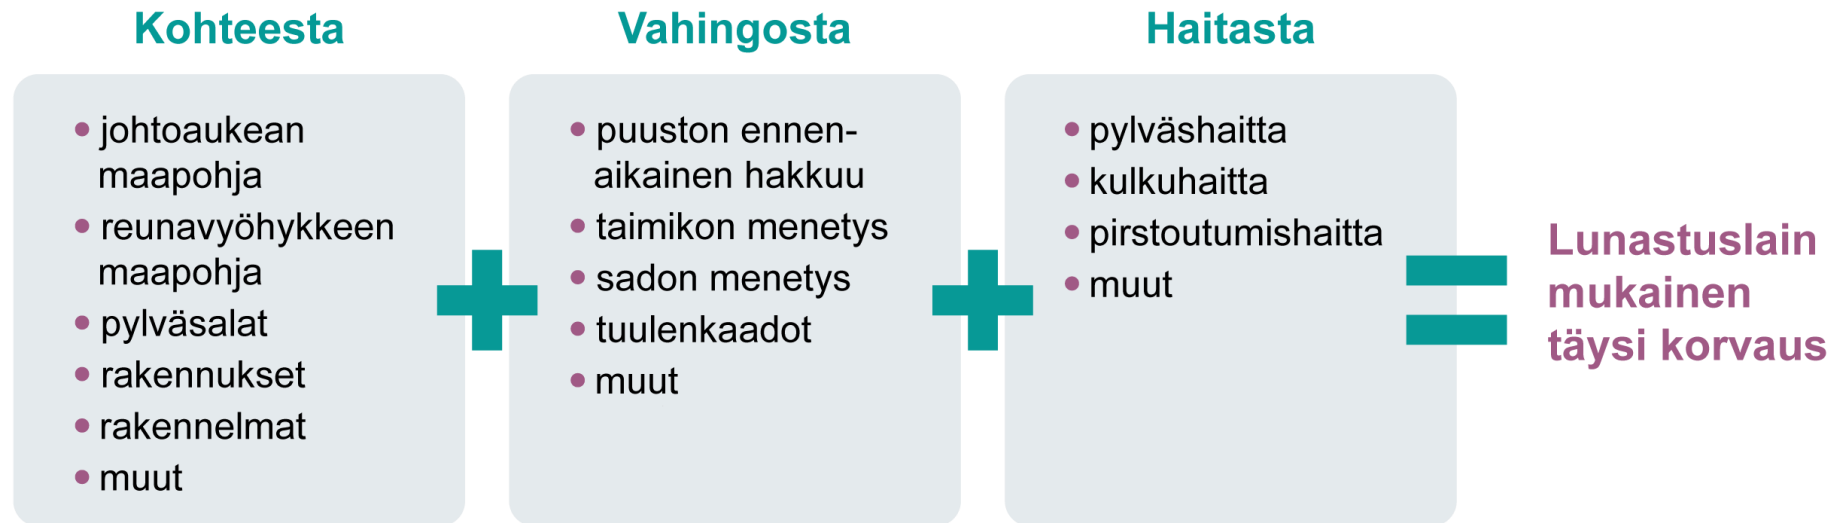 Kohteesta
• johtoaukean
maapohja
• reunavyöhykkeen
maapohja
• pylväsalat
• rakennukset
• rakennelmat
• muut
Vahingosta
• puuston ennen-
aikainen hakkuu
• taimikon menetys
• sadon menetys
• tuulenkaadot
• muut
Haitasta
• pylväshaitta
• kulkuhaitta
• pirstoutumishaitta
• muut
Lunastuslain
mukainen
täysi korvaus